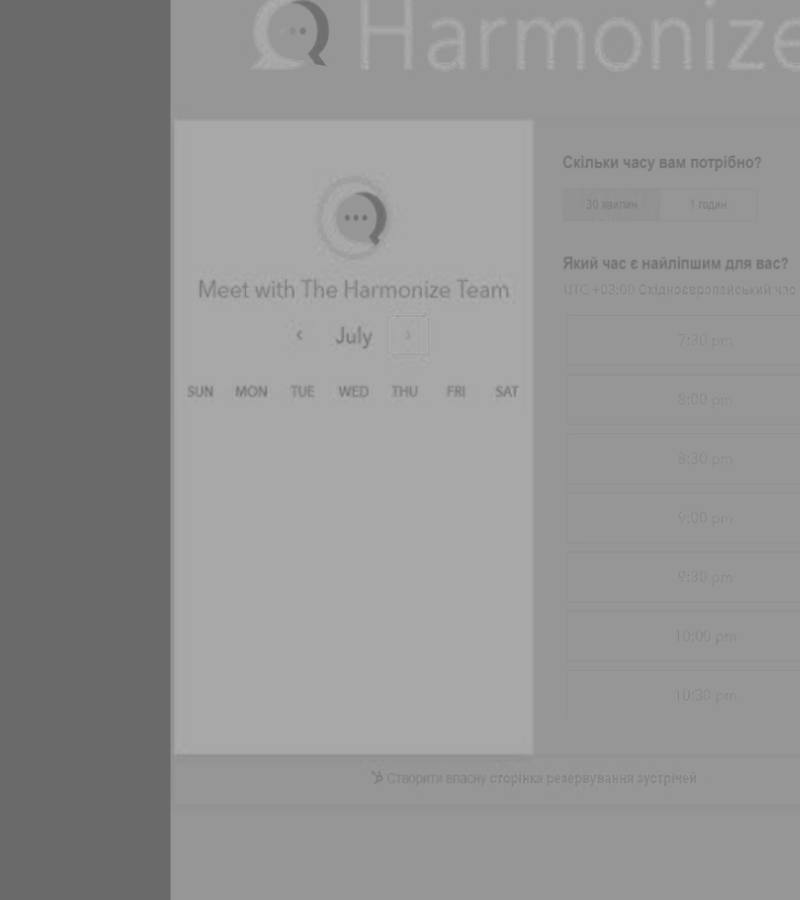 Harmonize
Meet with The Harmonize Team
‹ July ›
SUN MON TUE WED THU FRI SAT
Скільки часу вам потрібно?
30 хвилин 1 годин
Який час є найліпшим для вас?
UTC +03:00 Східноєвропейський час
7:30 pm
8:00 pm
8:30 pm
9:00 pm
9:30 pm
10:00 pm
10:30 pm
Створити власну сторінка резервування зустрічей